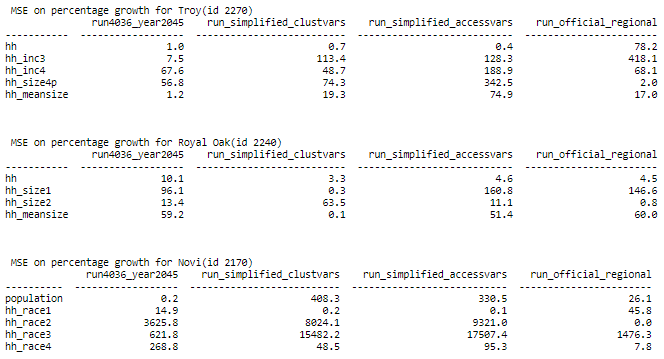 MSE on percentage growth for Troy(id 2270)
run4036_year2045 run_simplified_clustvars run_simplified_accessvars run_official_regional
----------- ---------------- ------------------------ ------------------------- ---------------------
hh 1.0 0.7 0.4 78.2
hh_inc3 7.5 113.4 128.3 418.1
hh_inc4 67.6 48.7 188.9 68.1
hh_size4p 56.8 74.3 342.5 2.0
hh_meansize 1.2 19.3 74.9 17.0
MSE on percentage growth for Royal Oak(id 2240)
run4036_year2045 run_simplified_clustvars run_simplified_accessvars run_official_regional
----------- ---------------- ------------------------ ------------------------- ---------------------
hh 10.1 3.3 4.6 4.5
hh_size1 96.1 0.3 160.8 146.6
hh_size2 13.4 63.5 11.1 0.8
hh_meansize 59.2 0.1 51.4 60.0
MSE on percentage growth for Novi(id 2170)
run4036_year2045 run_simplified_clustvars run_simplified_accessvars run_official_regional
---------- ---------------- ------------------------ ------------------------- ---------------------
population 0.2 408.3 330.5 26.1
hh_race1 14.9 0.2 0.1 45.8
hh_race2 3625.8 8024.1 9321.0 0.0
hh_race3 621.8 15482.2 17507.4 1476.3
hh_race4 268.8 48.5 95.3 7.8